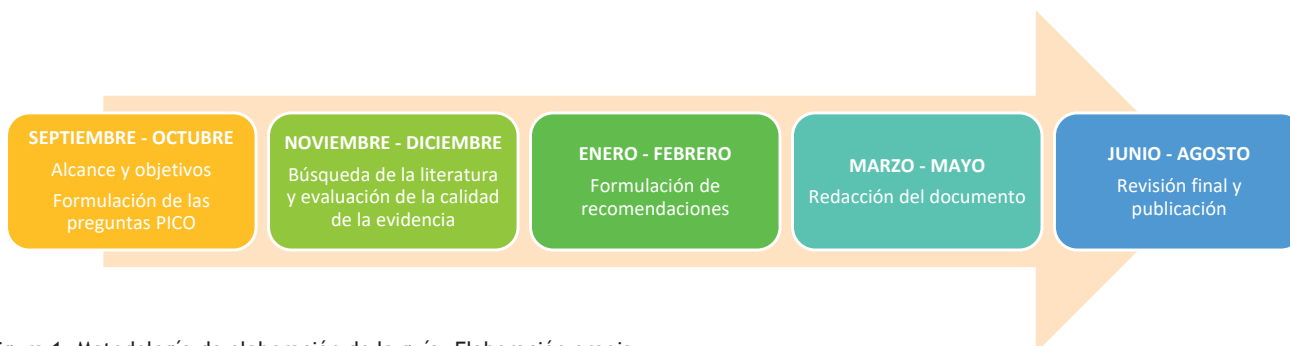 SEPTIEMBRE - OCTUBRE
Alcance y objetivos
Formulación de las
preguntas PICO
NOVIEMBRE - DICIEMBRE
Búsqueda de la literatura
y evaluación de la calidad
de la evidencia
ENERO - FEBRERO
Formulación de
recomendaciones
MARZO - MAYO
Redacción del documento
JUNIO - AGOSTO
Revisión final y
publicación